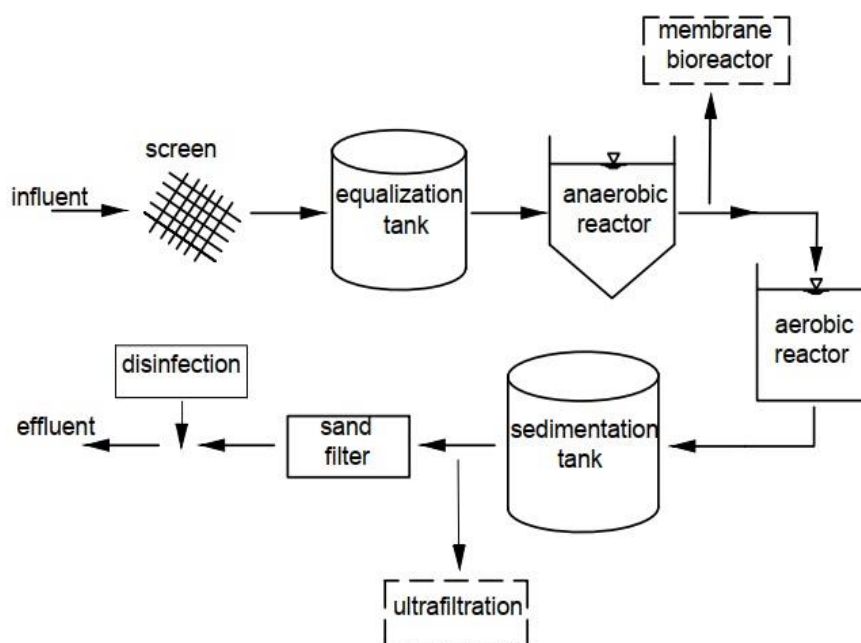 membrane
bioreactor
screen
influent
equalization
tank
anaerobic
reactor
aerobic
reactor
disinfection
effluent
sand
filter
sedimentation
tank
ultrafiltration